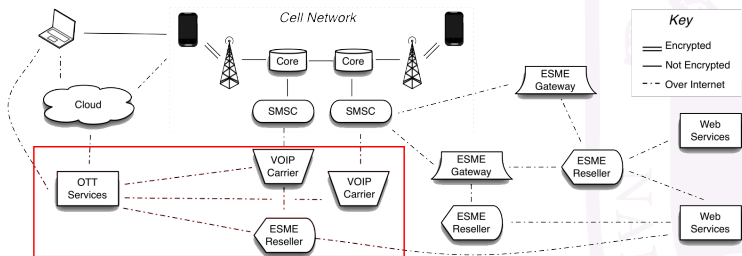 Cell Network
Key
Encrypted
Not Encrypted
Over Internet
Core
Core
ESME
Gateway
Cloud
SMSC
SMSC
Web
Services
OTT
Services
VOIP
Carrier
VOIP
Carrier
ESME
Gateway
ESME
Reseller
ESME
Reseller
ESME
Reseller
Web
Services